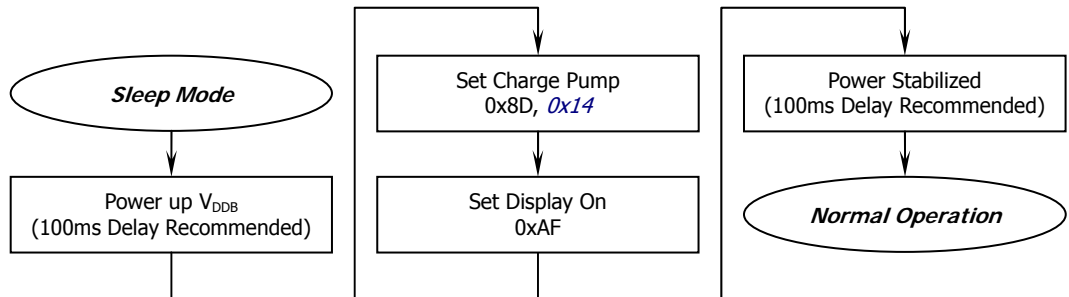 Sleep Mode
Power up VDDB
(100ms Delay Recommended)
Set Charge Pump
0x8D, 0x14
Set Display On
0xAF
Power Stabilized
(100ms Delay Recommended)
Normal Operation